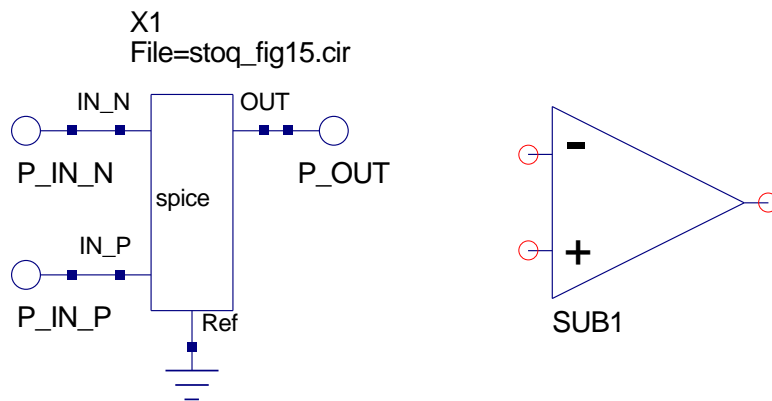 X1
File=stoq_fig15.cir
IN_N
OUT
P_IN_N
P_OUT
spice
IN_P
P_IN_P
Ref
-
+
SUB1